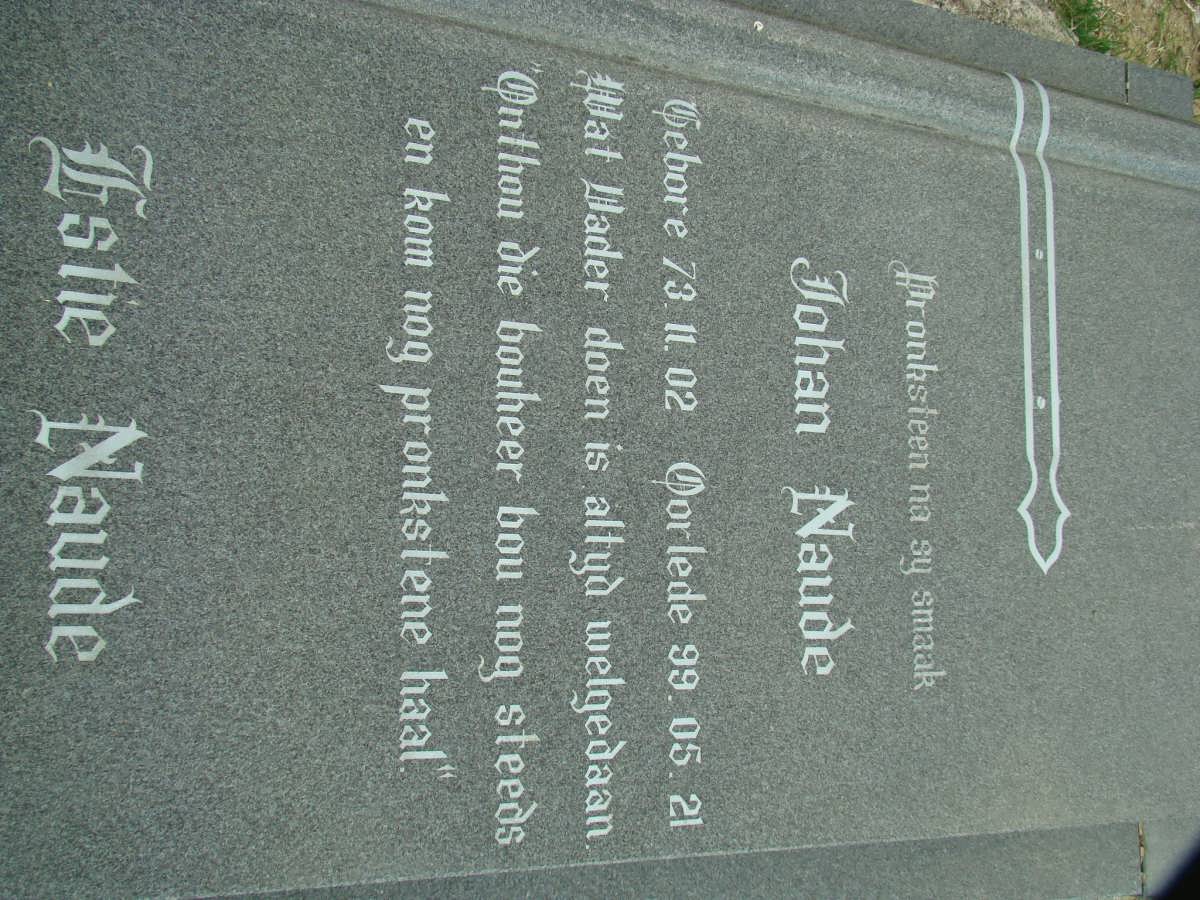 Pronksteen na sy smaak
Johan Naude
Gebore 73.11.02 Oorlede 99.05.21
Wat Vader doen is altyd welgedaan.
"Onthou die bouheer bou nog steeds
en kom nog pronkstene haal."
Estie Naude